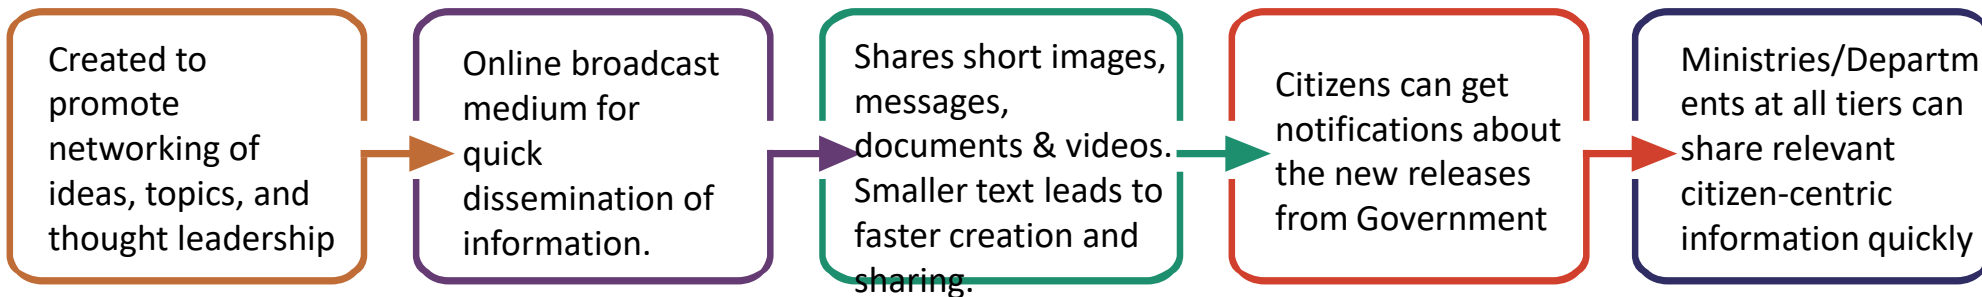 Created to
promote
networking of
ideas, topics, and
thought leadership
Online broadcast
medium for
quick
dissemination of
information.
Shares short images,
messages,
documents & videos.
Smaller text leads to
faster creation and
sharing.
Citizens can get
notifications about
the new releases
from Government
Ministries/Departm
ents at all tiers can
share relevant
citizen-centric
information quickly